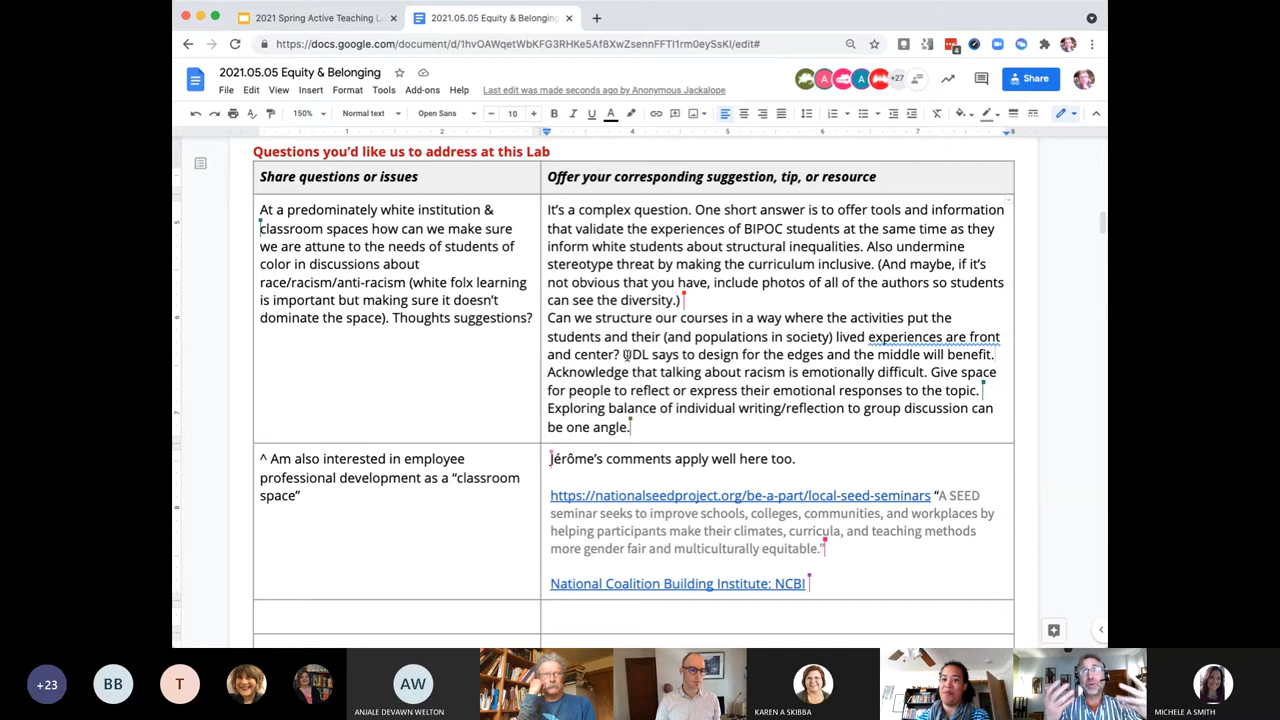 2021 Spring Active Teaching L
2021.05.05 Equity & Belonging
https://docs.google.com/document/d/1hvOAWqetWbKFG3RHKe5Af8XwZsennFFTI1rm0eySsKI/edit#
4
2021.05.05 Equity & Belonging
File Edit View Insert Format Tools Add-ons Help Last edit was made seconds ago by Anonymous Jackalope
A A +27 Share
150% Normal text Open Sans 10 B I U A
1 2 4 5 6 7 8
Questions you'd like us to address at this Lab
Share questions or issues
Offer your corresponding suggestion, tip, or resource
At a predominately white institution &
classroom spaces how can we make sure
we are attune to the needs of students of
color in discussions about
race/racism/anti-racism (white folx learning
is important but making sure it doesn't
dominate the space). Thoughts suggestions?
It's a complex question. One short answer is to offer tools and information
that validate the experiences of BIPOC students at the same time as they
inform white students about structural inequalities. Also undermine
stereotype threat by making the curriculum inclusive. (And maybe, if it's
not obvious that you have, include photos of all of the authors so students
can see the diversity.)
Can we structure our courses in a way where the activities put the
students and their (and populations in society) lived experiences are front
and center? UDL says to design for the edges and the middle will benefit.
Acknowledge that talking about racism is emotionally difficult. Give space
for people to reflect or express their emotional responses to the topic.
Exploring balance of individual writing/reflection to group discussion can
be one angle.
^ Am also interested in employee
professional development as a "classroom
space"
Jérôme's comments apply well here too.
https://nationalseedproject.org/be-a-part/local-seed-seminars "A SEED
seminar seeks to improve schools, colleges, communities, and workplaces by
helping participants make their climates, curricula, and teaching methods
more gender fair and multiculturally equitable."
National Coalition Building Institute: NCBI
+23 BB T AW
ANJALE DEVAWN WELTON
KAREN A SKIBBA
MICHELE A SMITH